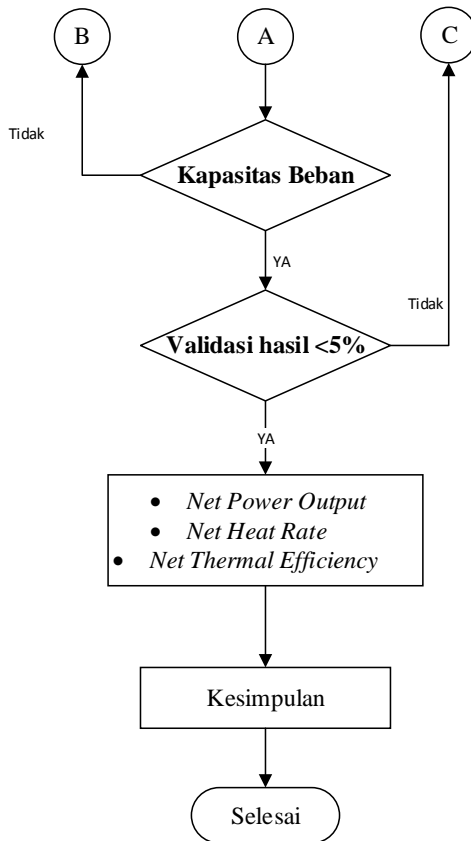 B
A
C
Tidak
Kapasitas Beban
YA
Tidak
Validasi hasil <5%
YA
• Net Power Output
• Net Heat Rate
• Net Thermal Efficiency
Kesimpulan
Selesai